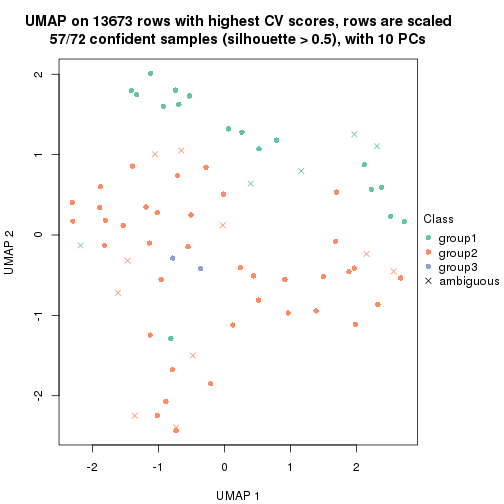 UMAP on 13673 rows with highest CV scores, rows are scaled
57/72 confident samples (silhouette > 0.5), with 10 PCs
2
1
0
-1
-2
UMAP 2
-2
-1
0
1
2
UMAP 1
Class
group1
group2
group3
ambiguous